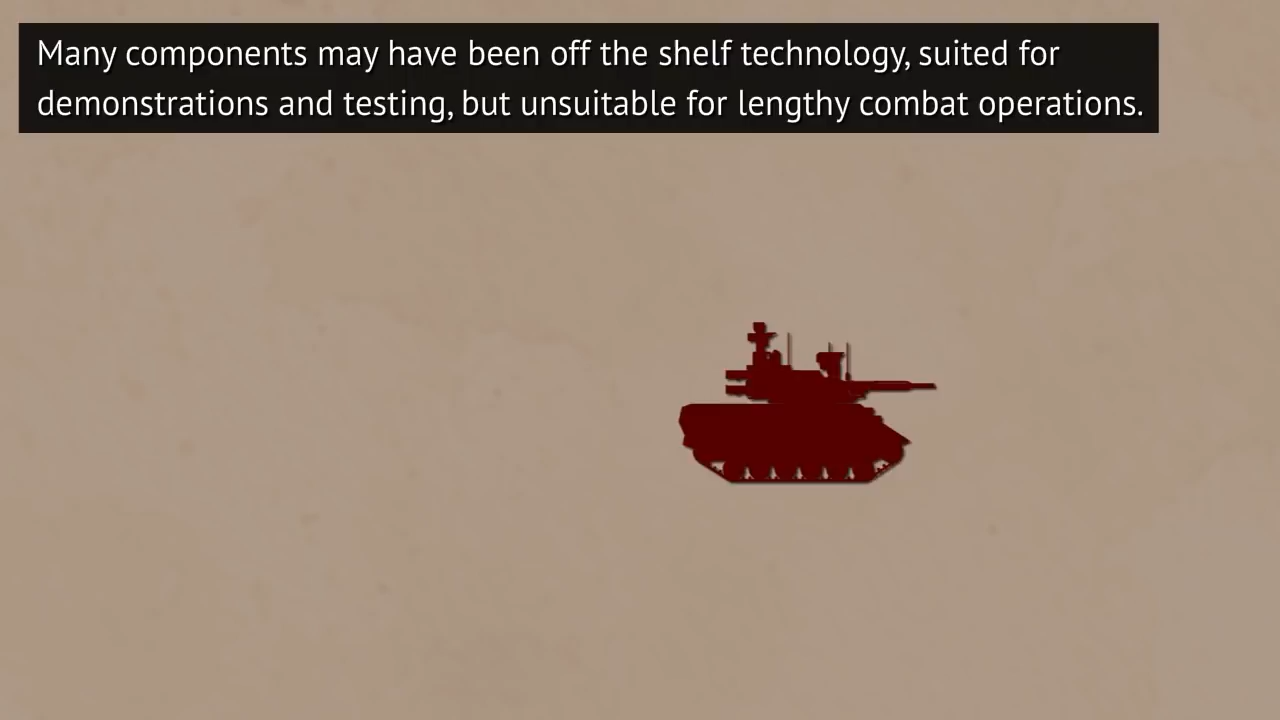 Many components may have been off the shelf technology, suited for
demonstrations and testing, but unsuitable for lengthy combat operations.